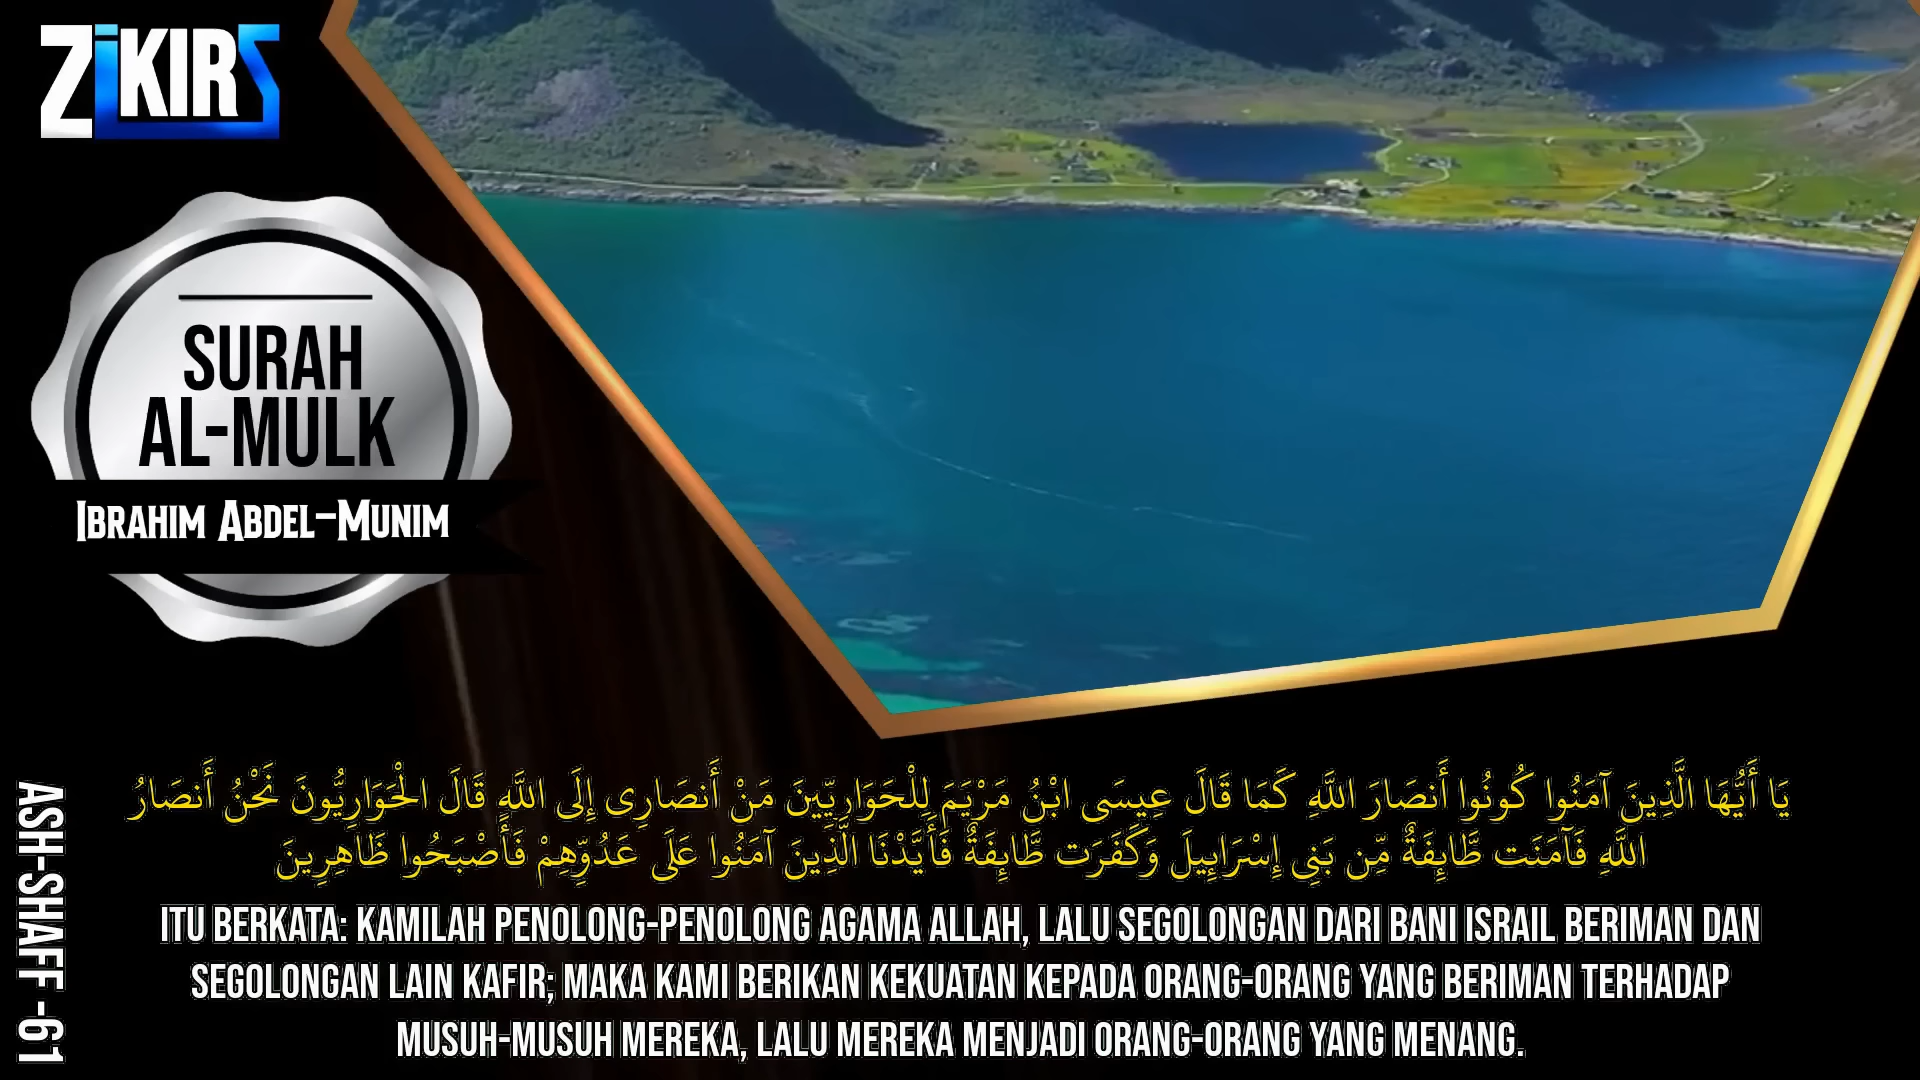 ZiKIRS
SURAH
AL-MULK
IBRAHIM ABDEL-MUNIM
ASH-SHAFF -61
يَا أَيُّهَا الَّذِينَ آمَنُوا كُونُوا أَنصَارَ اللَّهِ كَمَا قَالَ عِيسَى ابْنُ مَرْيَمَ لِلْحَوَارِيِّينَ مَنْ أَنصَارِى إِلَى اللَّهِ قَالَ الْحَوَارِيُّونَ نَحْنُ أَنصَارُ
اللَّهِ فَآمَنَت طَّايِفَةٌ مِّن بَنِى إِسْرَايِيلَ وَكَفَرَت طَّايِفَةٌ فَأَيَّدْنَا الَّذِينَ آمَنُوا عَلَى عَدُوِّهِمْ فَأَصْبَحُوا ظَاهِرِينَ
ITU BERKATA: KAMILAH PENOLONG-PENOLONG AGAMA ALLAH, LALU SEGOLONGAN DARI BANI ISRAIL BERIMAN DAN
SEGOLONGAN LAIN KAFIR; MAKA KAMI BERIKAN KEKUATAN KEPADA ORANG-ORANG YANG BERIMAN TERHADAP
MUSUH-MUSUH MEREKA, LALU MEREKA MENJADI ORANG-ORANG YANG MENANG.